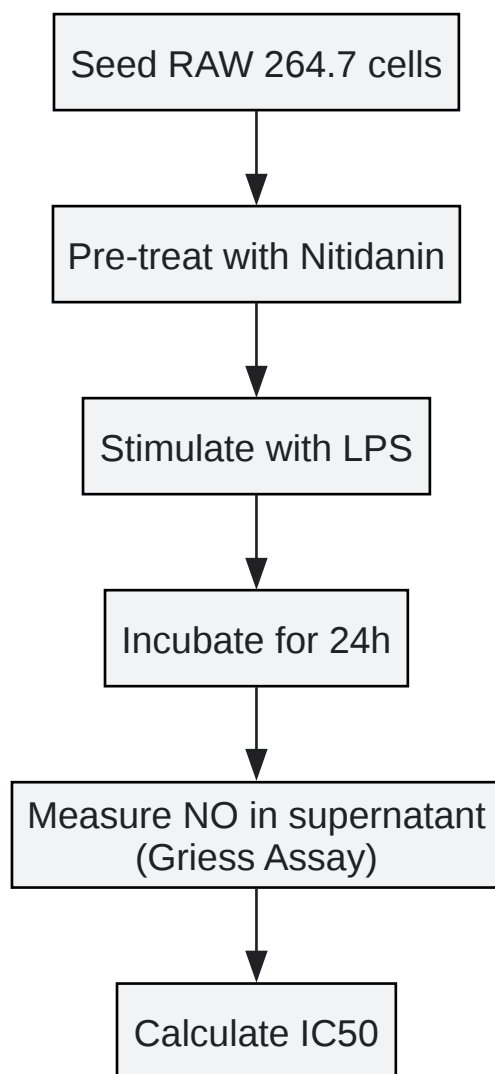 Seed RAW 264.7 cells
Pre-treat with Nitidanin
Stimulate with LPS
Incubate for 24h
Measure NO in supernatant
(Griess Assay)
Calculate IC50